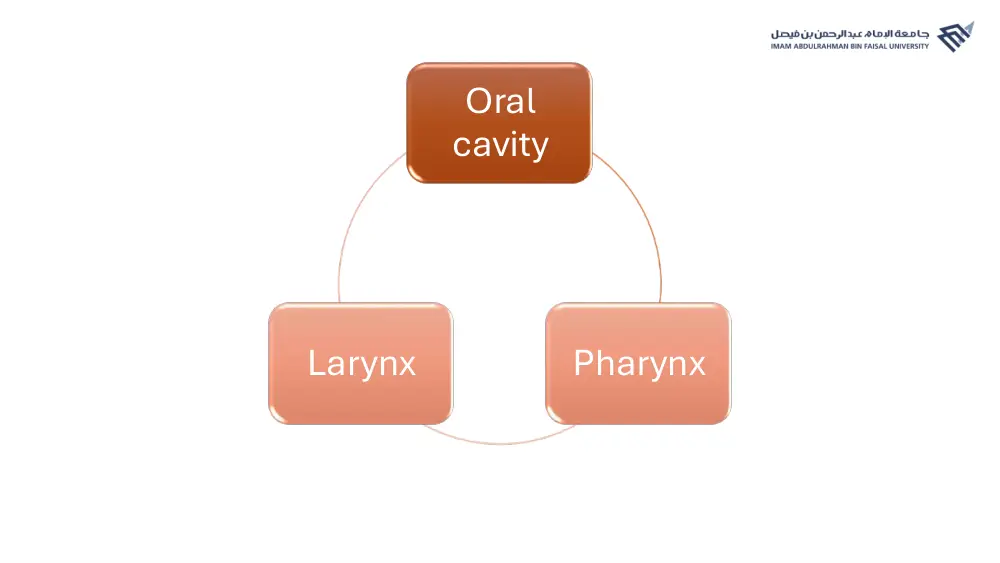 جامعة الإمام عبدالرحمن بن فيصل
IMAM ABDULRAHMAN BIN FAISAL UNIVERSITY
Oral
cavity
Larynx
Pharynx